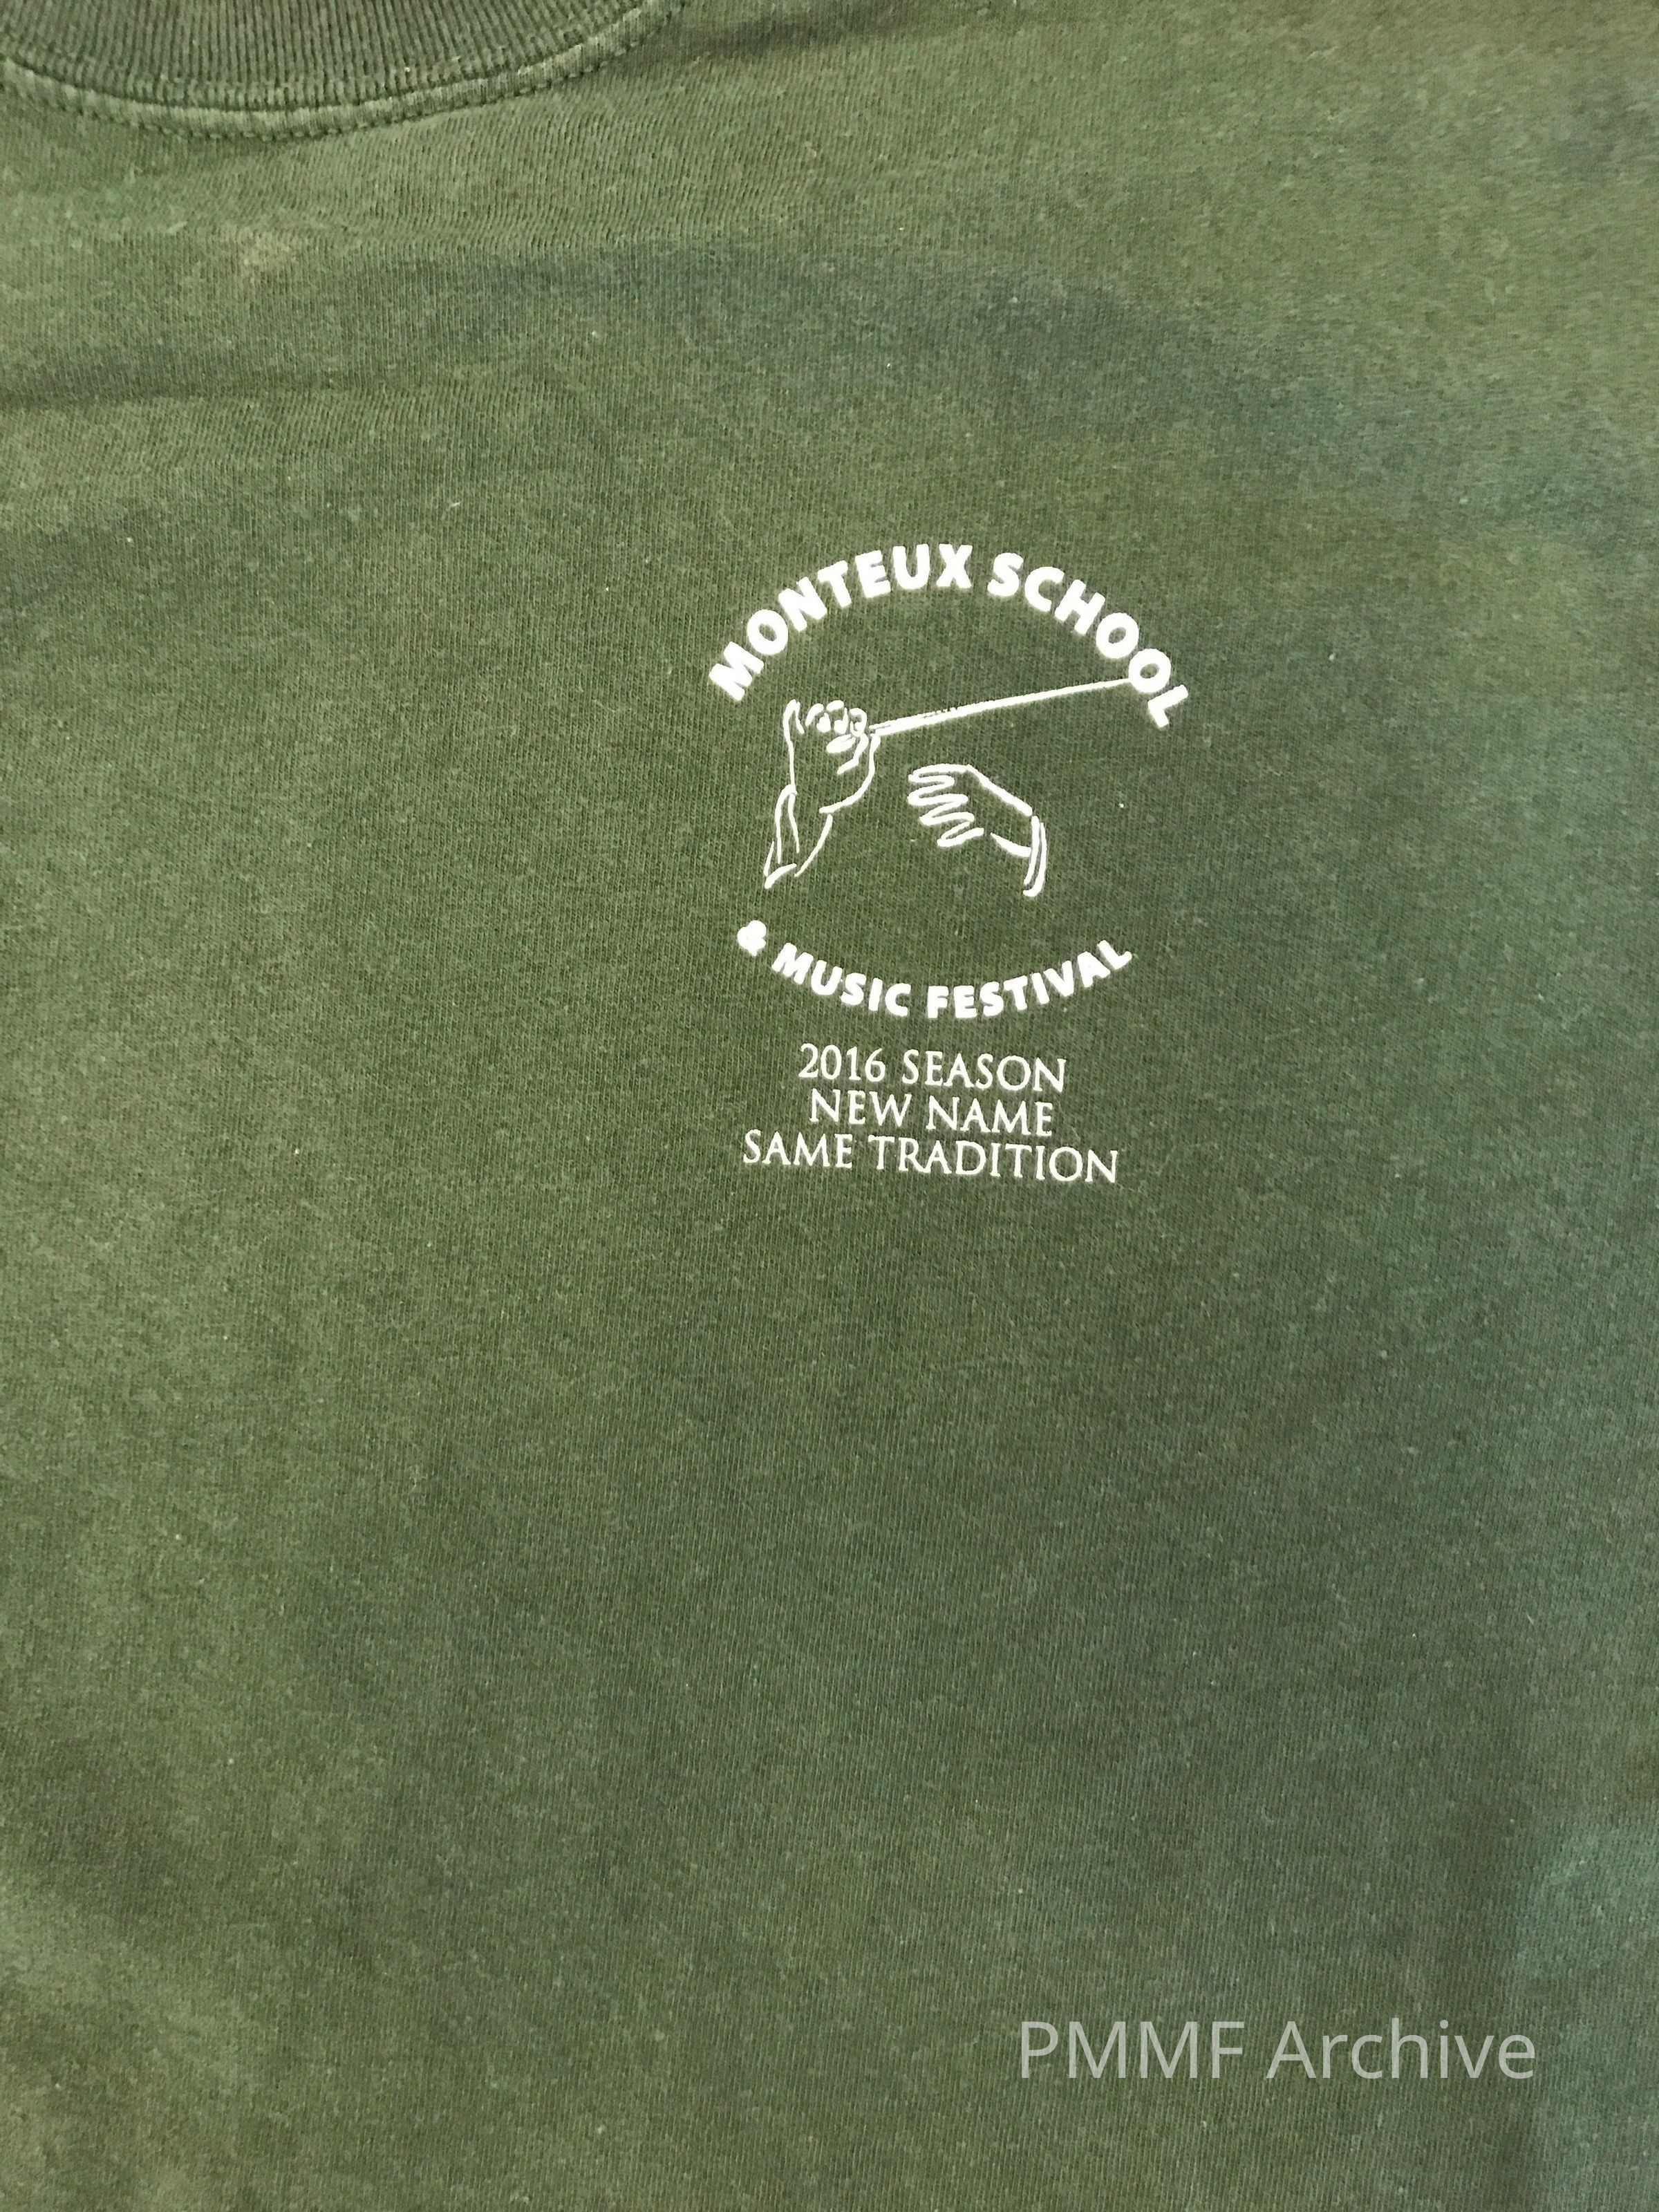 MONTEUX SCHOOL
& MUSIC FESTIVAL
2016 SEASON
NEW NAME
SAME TRADITION
PMMF Archive